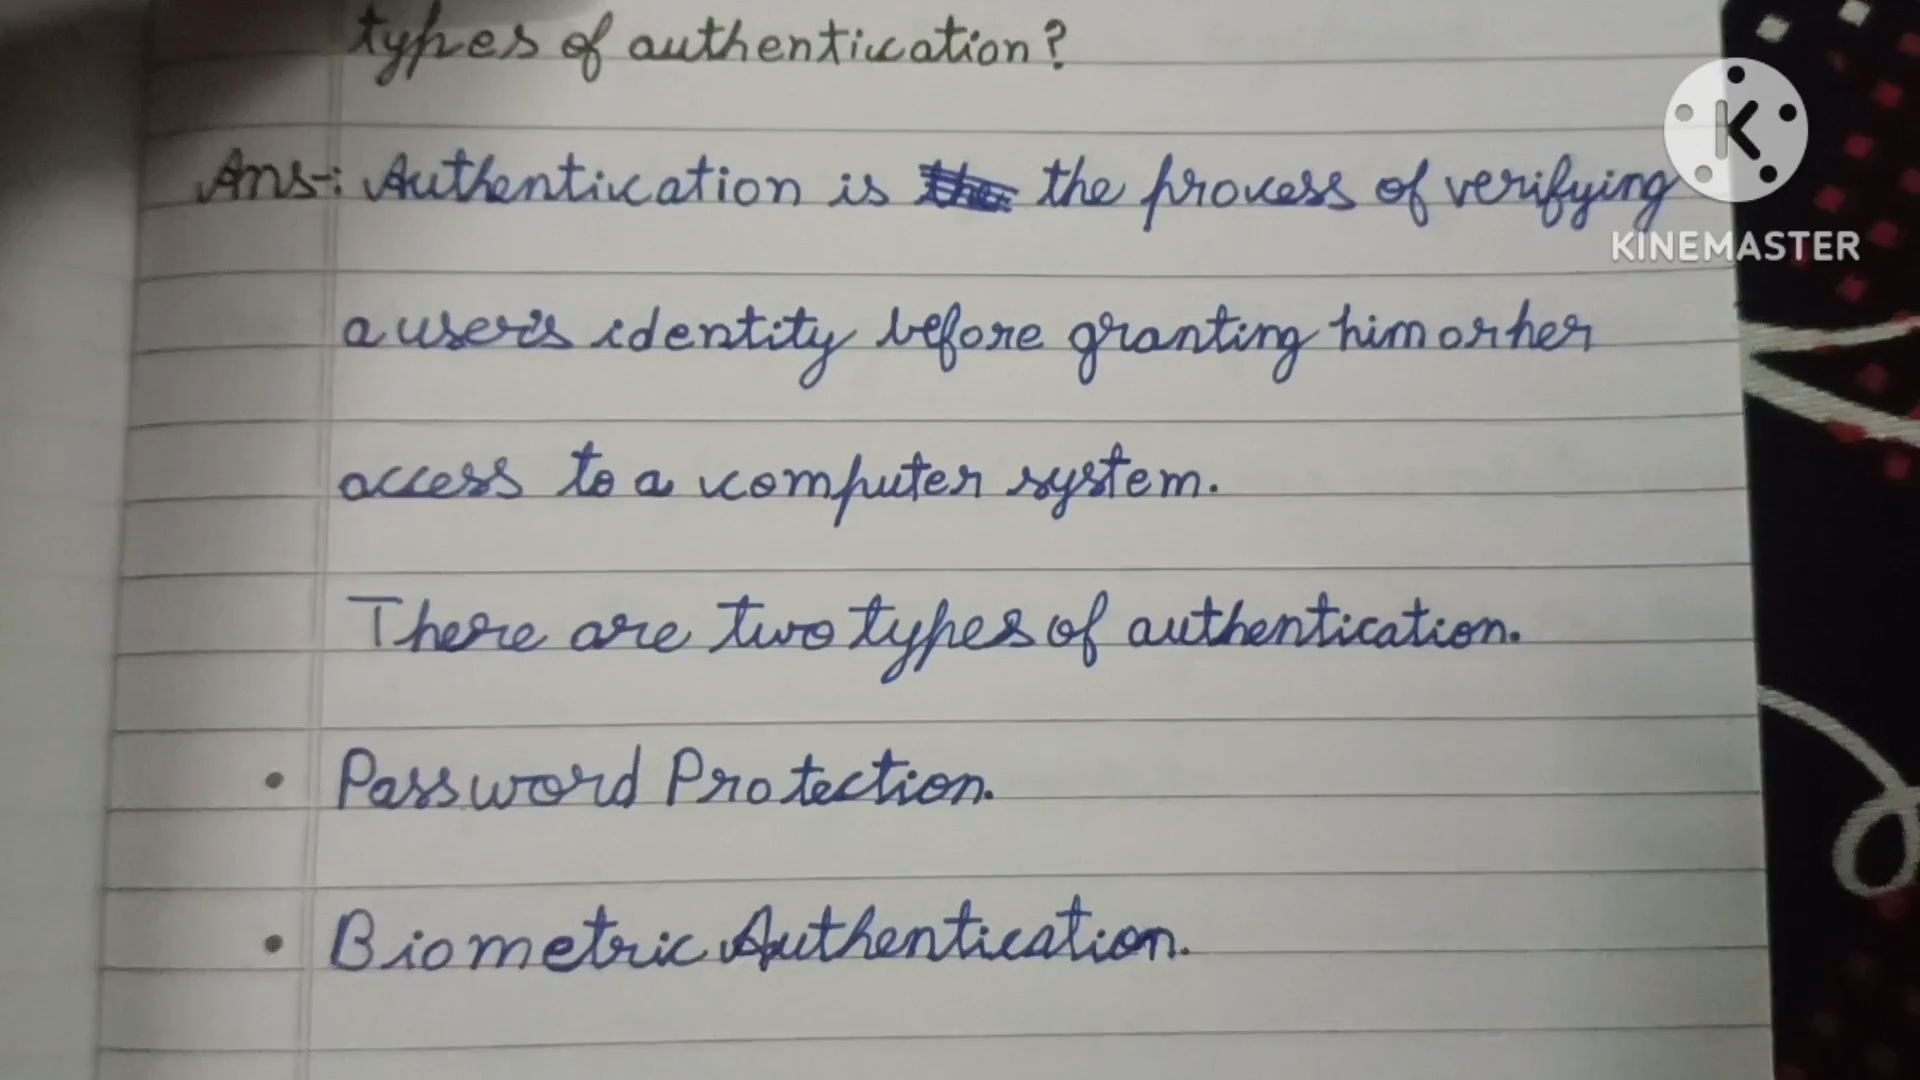 types of authentication?
Ans-: Authentication is the process of verifying
a user's identity before granting him or her
access to a computer system.
There are two types of authentication.
• Password Protection.
• Biometric Authentication.
K
KINEMASTER